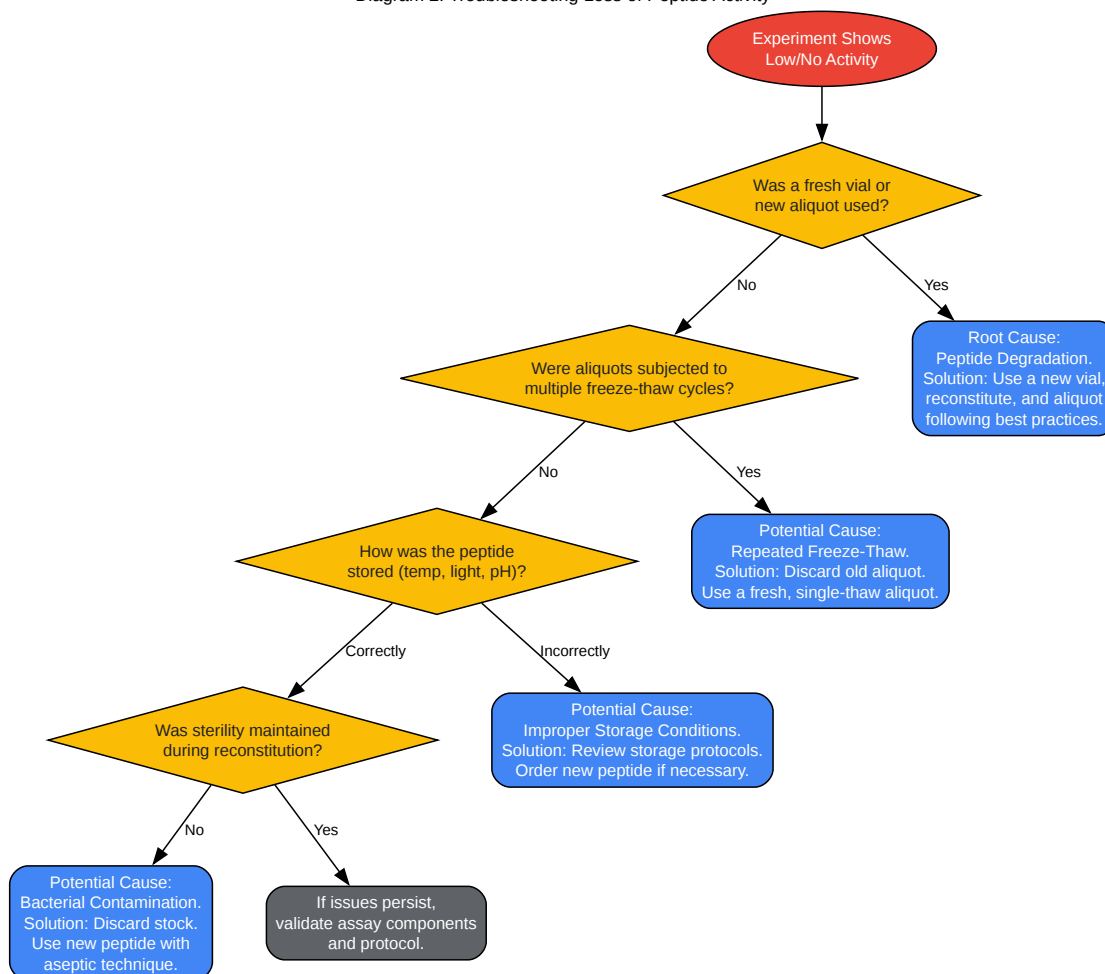 Experiment Shows
Low/No Activity
Was a fresh vial or
new aliquot used?
No
Yes
Root Cause:
Peptide Degradation.
Solution: Use a new vial,
reconstitute, and aliquot
following best practices.
Were aliquots subjected to
multiple freeze-thaw cycles?
No
Yes
Potential Cause:
Repeated Freeze-Thaw.
Solution: Discard old aliquot.
Use a fresh, single-thaw aliquot.
How was the peptide
stored (temp, light, pH)?
Correctly
Incorrectly
Potential Cause:
Improper Storage Conditions.
Solution: Review storage protocols.
Order new peptide if necessary.
Was sterility maintained
during reconstitution?
No
Yes
Potential Cause:
Bacterial Contamination.
Solution: Discard stock.
Use new peptide with
aseptic technique.
If issues persist,
validate assay components
and protocol.